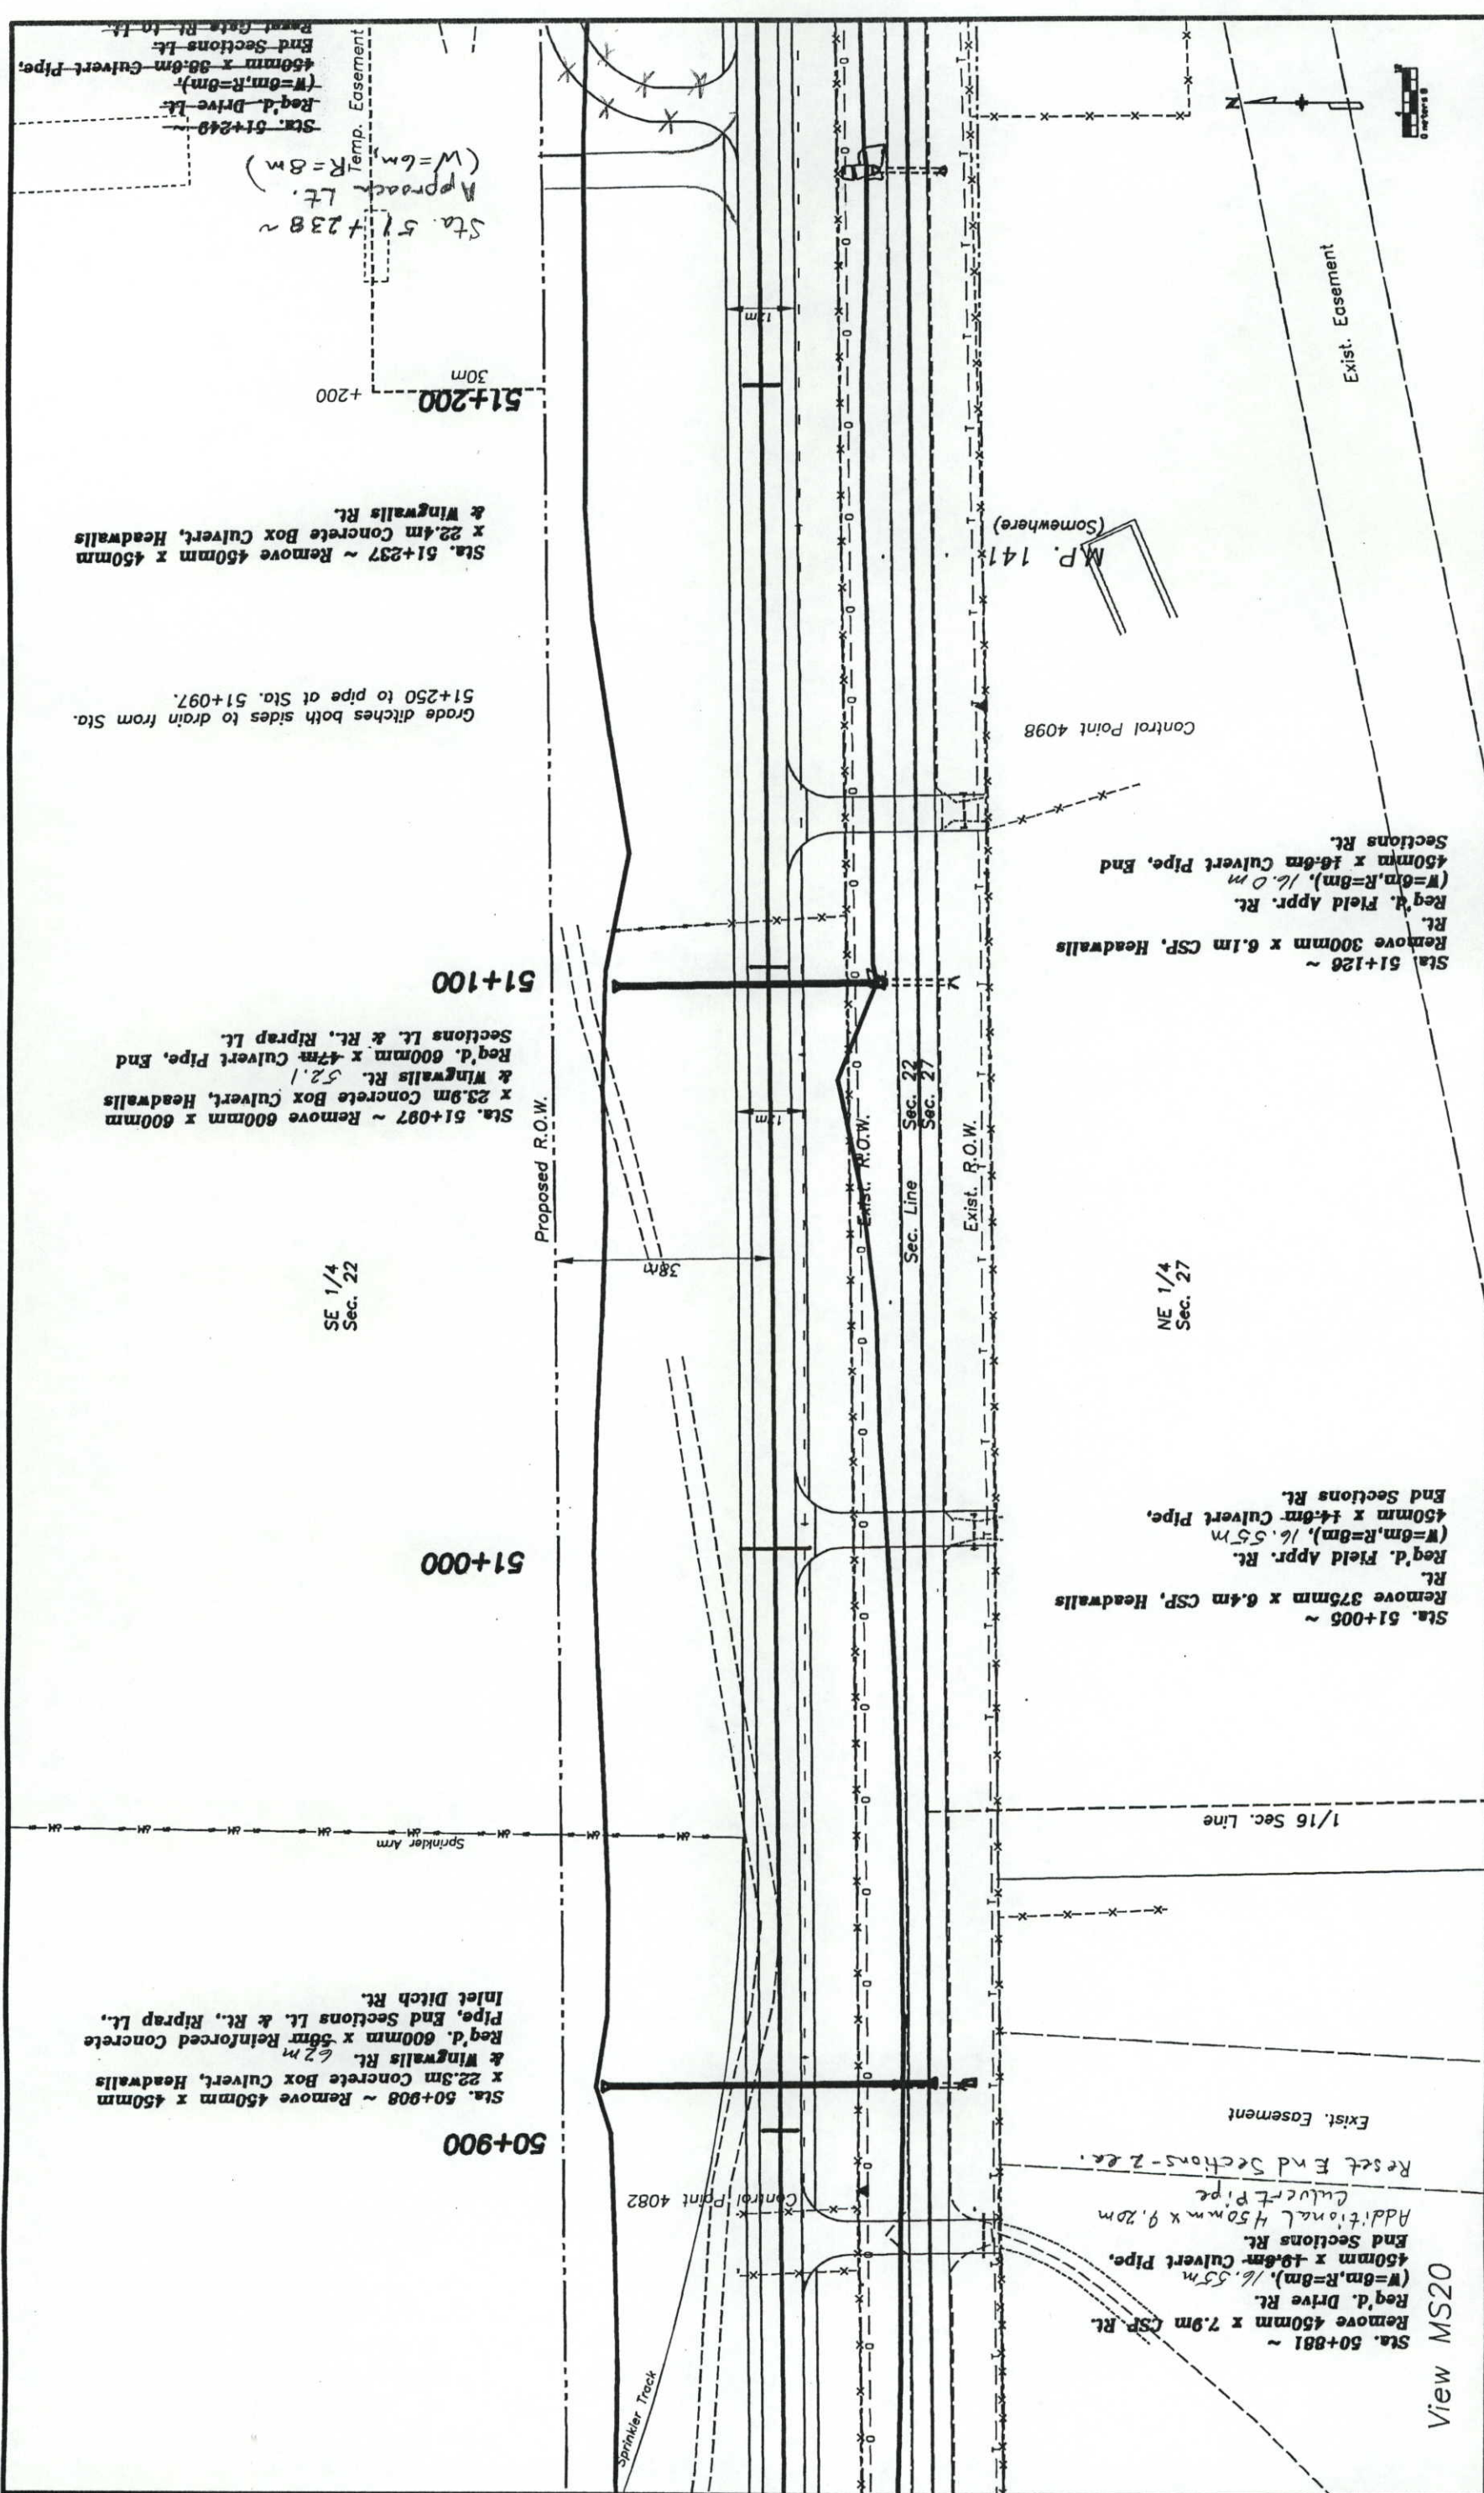 View MS20
Sta. 50+881 ~
Remove 450mm x 7.9m CSP Rt.
Req'd. Drive Rt.
(W=6m,R=8m), 16.55m
450mm x 19.6m Culvert Pipe,
End Sections Rt.
Additional 450mm x 9.20m
Culvert Pipe
Reset End Sections - 2 ea.
Exist. Easement
1/16 Sec. Line
Sta. 51+005 ~
Remove 375mm x 6.4m CSP, Headwalls
Rt.
Req'd. Field Appr. Rt.
(W=6m,R=8m), 16.55m
450mm x 14.6m Culvert Pipe,
End Sections Rt.
NE 1/4
Sec. 27
Sta. 51+126 ~
Remove 300mm x 6.1m CSP, Headwalls
Rt.
Req'd. Field Appr. Rt.
(W=6m,R=8m), 16.0m
450mm x 16.6m Culvert Pipe, End
Sections Rt.
Control Point 4098
M.P. 141
(Somewhere)
Exist. Easement
N
0 meters 8
Sprinkler Track
Control Point 4082
50+900
Sta. 50+908 ~ Remove 450mm x 450mm
x 22.3m Concrete Box Culvert, Headwalls
& Wingwalls Rt. 62m
Req'd. 600mm x 56m Reinforced Concrete
Pipe, End Sections Lt. & Rt., Riprap Lt.,
Inlet Ditch Rt.
Sprinkler Arm
51+000
SE 1/4
Sec. 22
38m
Proposed R.O.W.
Exist. R.O.W.
Sec. Line
Sec. 22
Sec. 27
Exist. R.O.W.
12m
Sta. 51+097 ~ Remove 600mm x 600mm
x 23.9m Concrete Box Culvert, Headwalls
& Wingwalls Rt. 52.1
Req'd. 600mm x 47m Culvert Pipe, End
Sections Lt. & Rt., Riprap Lt.
51+100
Grade ditches both sides to drain from Sta.
51+250 to pipe at Sta. 51+097.
Sta. 51+237 ~ Remove 450mm x 450mm
x 22.4m Concrete Box Culvert, Headwalls
& Wingwalls Rt.
51+200
+200
30m
12m
Sta. 51+238 ~
Approach Lt.
(W=6m, R=8m)
Temp. Easement
Sta. 51+249 ~
Req'd. Drive Lt.
(W=6m,R=8m),
450mm x 38.6m Culvert Pipe,
End Sections Lt.